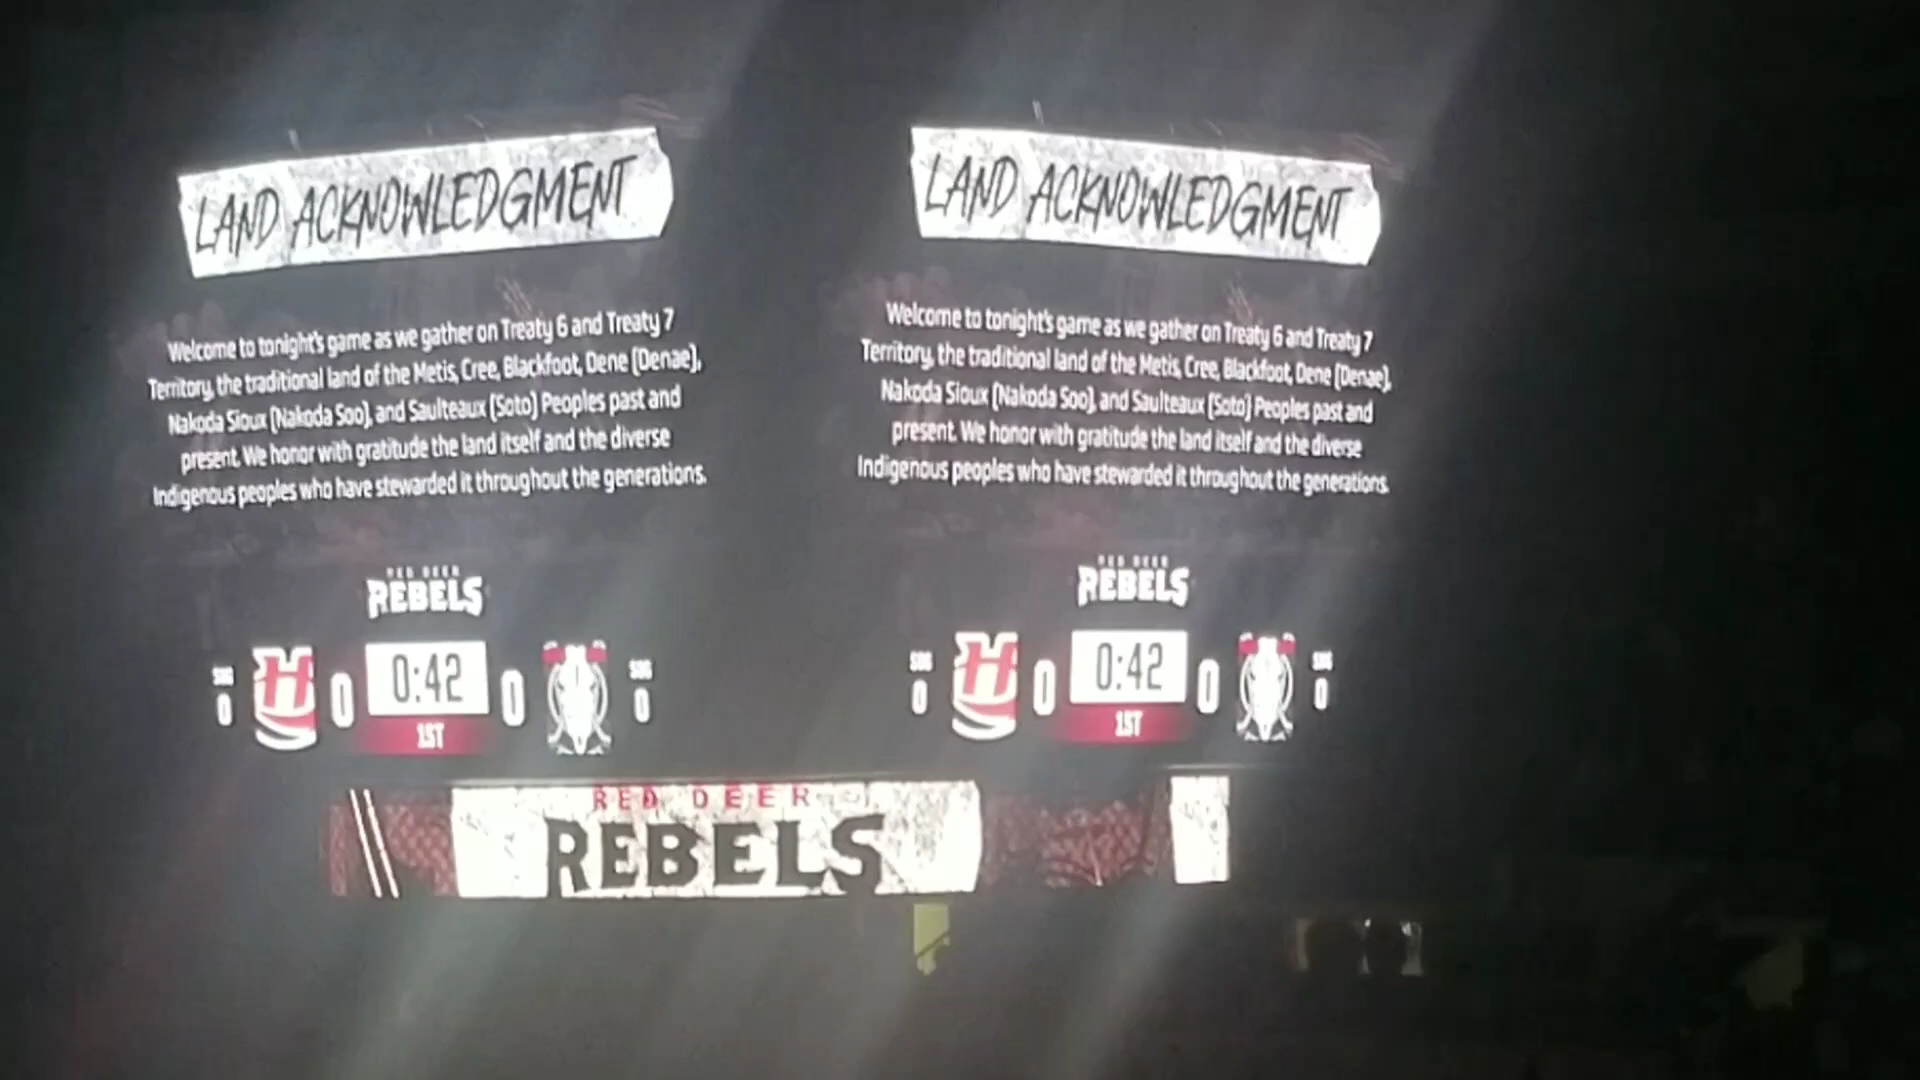 LAND ACKNOWLEDGMENT
Welcome to tonight's game as we gather on Treaty 6 and Treaty 7
Territory, the traditional land of the Metis, Cree, Blackfoot, Dene (Denae),
Nakoda Sioux (Nakoda Soo), and Saulteaux (Soto) Peoples past and
present. We honor with gratitude the land itself and the diverse
Indigenous peoples who have stewarded it throughout the generations.
RED DEER
REBELS
SOG
0
H
0
0:42
1ST
0
SOG
0
LAND ACKNOWLEDGMENT
Welcome to tonight's game as we gather on Treaty 6 and Treaty 7
Territory, the traditional land of the Metis, Cree, Blackfoot, Dene (Denae),
Nakoda Sioux (Nakoda Soo), and Saulteaux (Soto) Peoples past and
present. We honor with gratitude the land itself and the diverse
Indigenous peoples who have stewarded it throughout the generations.
RED DEER
REBELS
SOG
0
H
0
0:42
1ST
0
SOG
0
RED DEER
REBELS